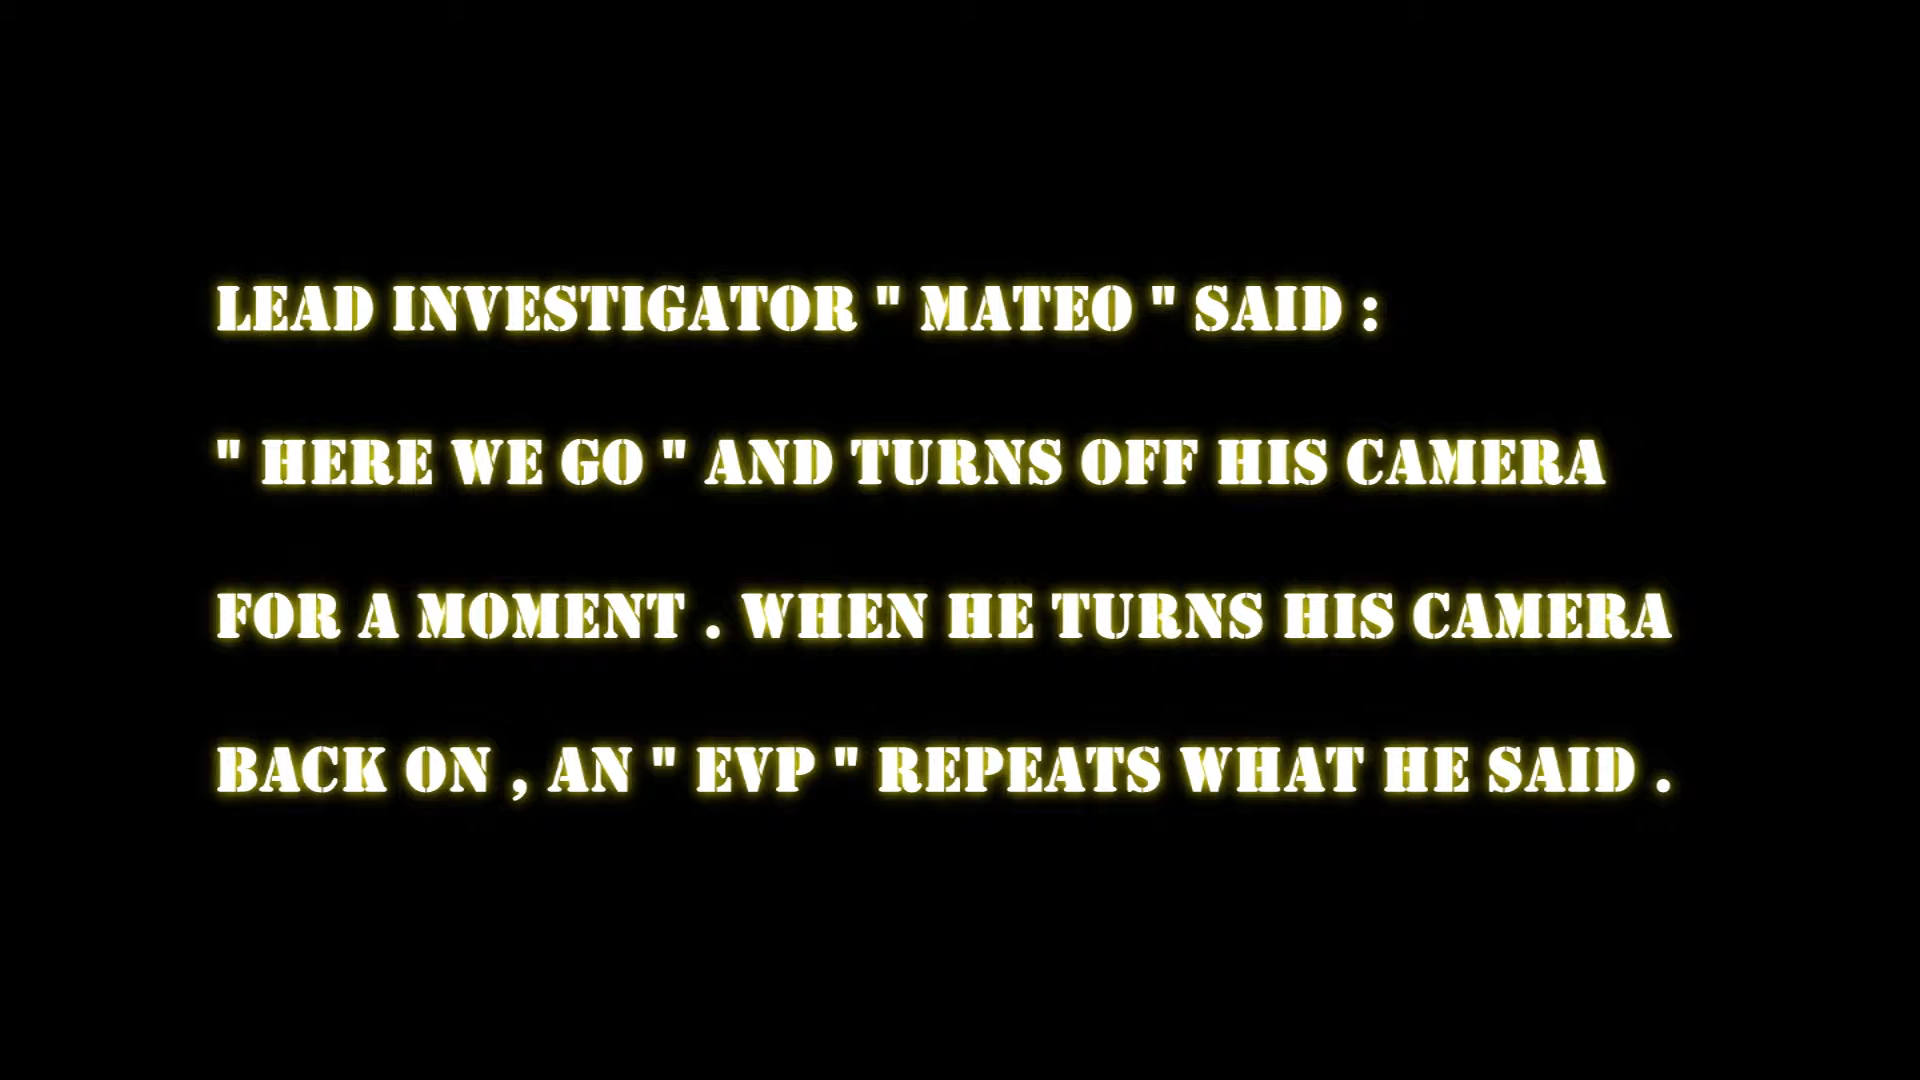 LEAD INVESTIGATOR " MATEO " SAID :
" HERE WE GO " AND TURNS OFF HIS CAMERA
FOR A MOMENT . WHEN HE TURNS HIS CAMERA
BACK ON , AN " EVP " REPEATS WHAT HE SAID .